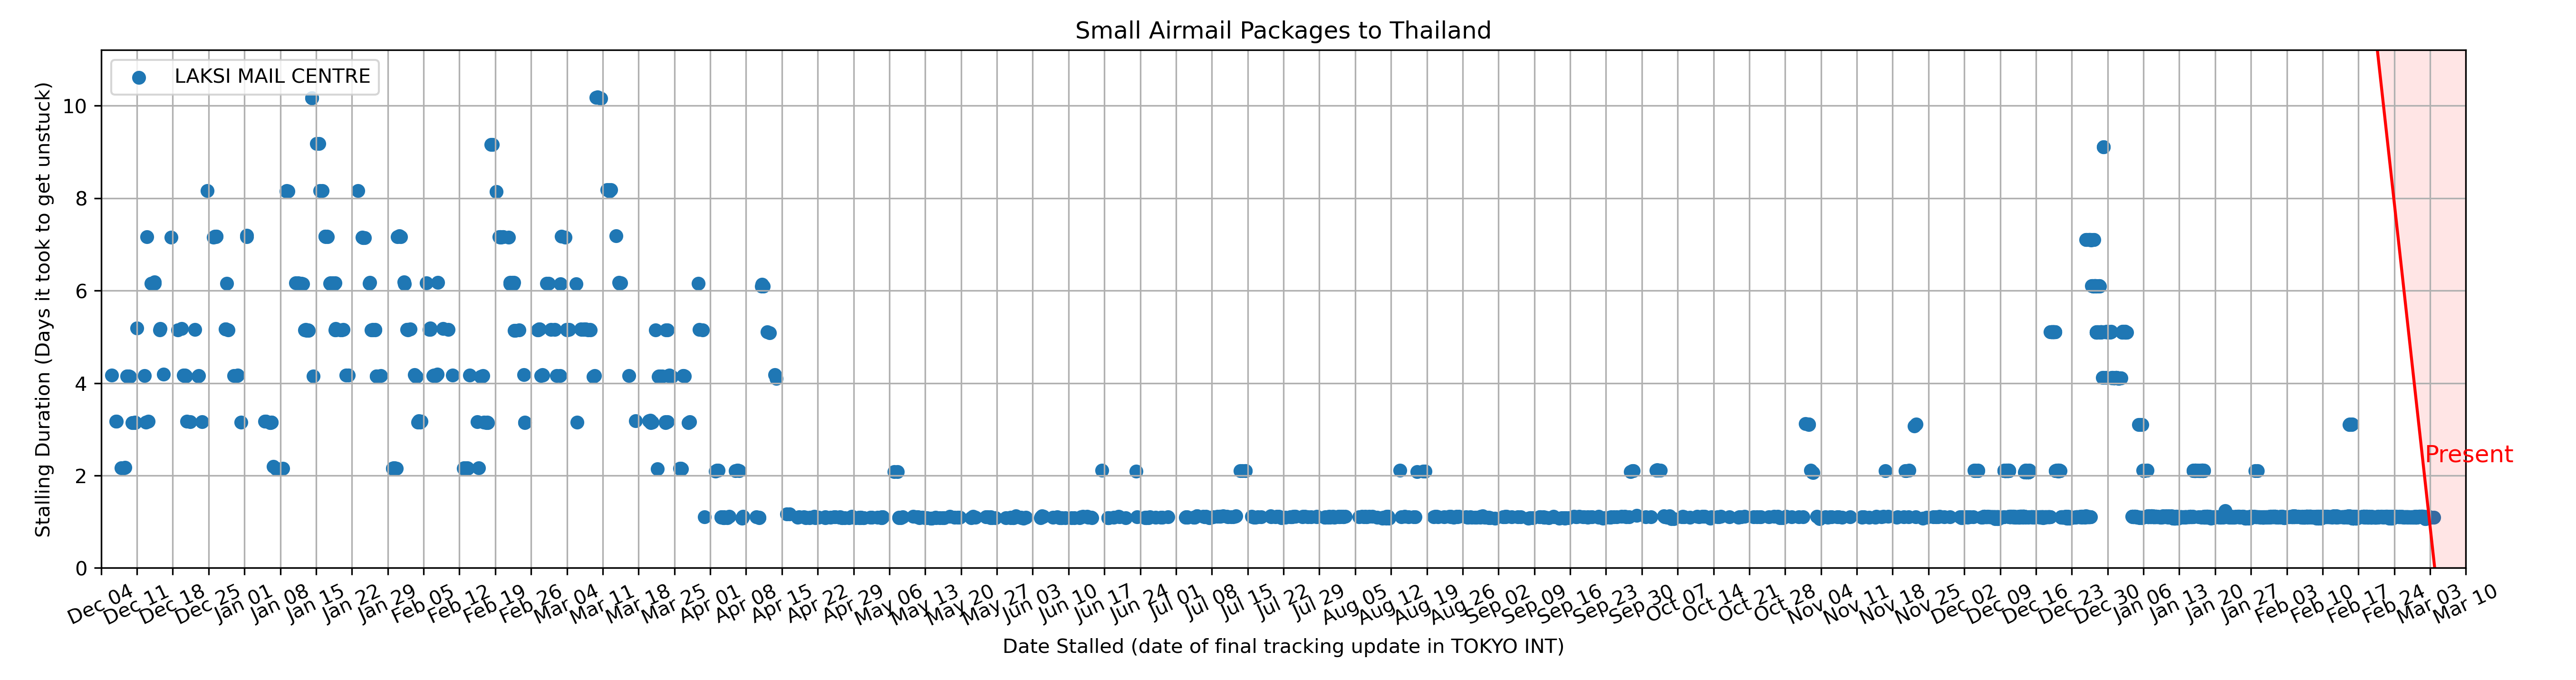 Small Airmail Packages to Thailand
LAKSI MAIL CENTRE
Stalling Duration (Days it took to get unstuck)
10
8
6
4
2
0
Present
Dec 04
Dec 11
Dec 18
Dec 25
Jan 01
Jan 08
Jan 15
Jan 22
Jan 29
Feb 05
Feb 12
Feb 19
Feb 26
Mar 04
Mar 11
Mar 18
Mar 25
Apr 01
Apr 08
Apr 15
Apr 22
Apr 29
May 06
May 13
May 20
May 27
Jun 03
Jun 10
Jun 17
Jun 24
Jul 01
Jul 08
Jul 15
Jul 22
Jul 29
Aug 05
Aug 12
Aug 19
Aug 26
Sep 02
Sep 09
Sep 16
Sep 23
Sep 30
Oct 07
Oct 14
Oct 21
Oct 28
Nov 04
Nov 11
Nov 18
Nov 25
Dec 02
Dec 09
Dec 16
Dec 23
Dec 30
Jan 06
Jan 13
Jan 20
Jan 27
Feb 03
Feb 10
Feb 17
Feb 24
Mar 03
Mar 10
Date Stalled (date of final tracking update in TOKYO INT)